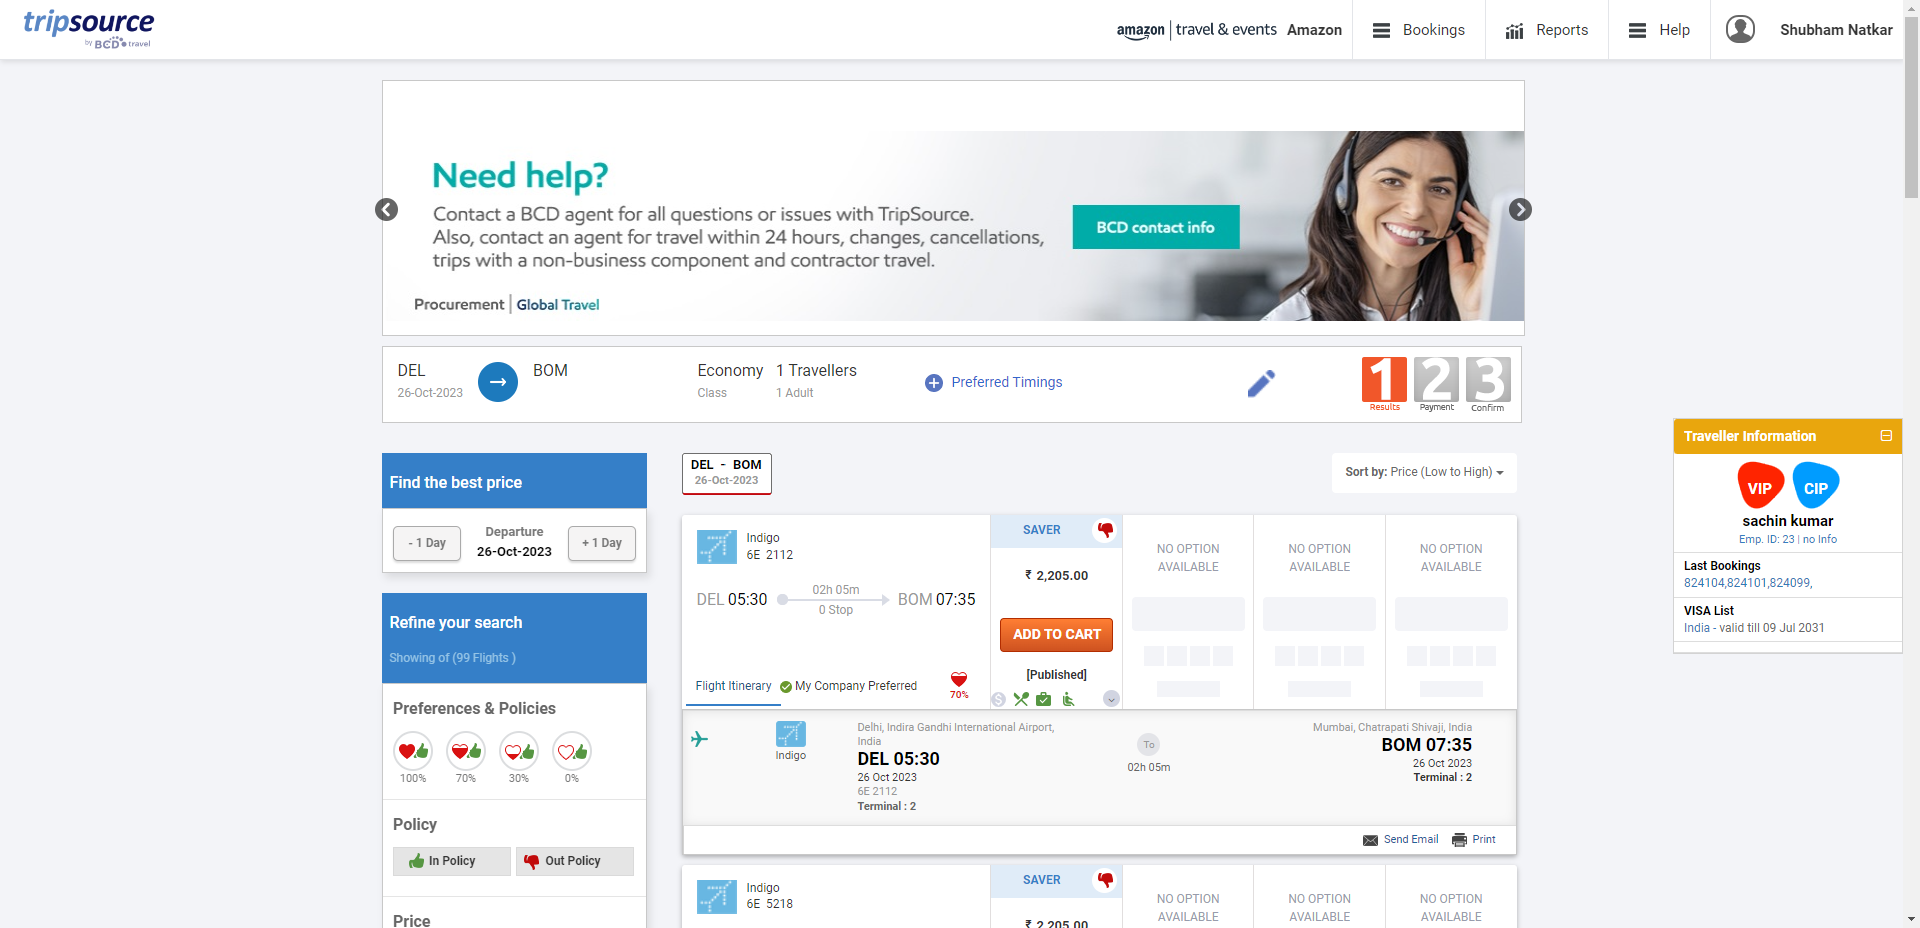 tripsource
by BCD travel
amazon | travel & events Amazon
Bookings
Reports
Help
Shubham Natkar
Need help?
Contact a BCD agent for all questions or issues with TripSource.
Also, contact an agent for travel within 24 hours, changes, cancellations,
trips with a non-business component and contractor travel.
BCD contact info
Procurement | Global Travel
DEL
26-Oct-2023
BOM
Economy
Class
1 Travellers
1 Adult
Preferred Timings
1 2 3
Results Payment Confirm
Traveller Information
VIP CIP
sachin kumar
Emp. ID: 23 | no Info
Last Bookings
824104,824101,824099,
VISA List
India - valid till 09 Jul 2031
Find the best price
- 1 Day
Departure
26-Oct-2023
+ 1 Day
Refine your search
Showing of (99 Flights )
Preferences & Policies
100% 70% 30% 0%
Policy
In Policy
Out Policy
Price
DEL - BOM
26-Oct-2023
Sort by: Price (Low to High)
Indigo
6E 2112
DEL 05:30
02h 05m
0 Stop
BOM 07:35
Flight Itinerary
My Company Preferred
70%
SAVER
₹ 2,205.00
ADD TO CART
[Published]
NO OPTION
AVAILABLE
NO OPTION
AVAILABLE
NO OPTION
AVAILABLE
Indigo
Delhi, Indira Gandhi International Airport,
India
DEL 05:30
26 Oct 2023
6E 2112
Terminal : 2
To
02h 05m
Mumbai, Chatrapati Shivaji, India
BOM 07:35
26 Oct 2023
Terminal : 2
Send Email
Print
Indigo
6E 5218
SAVER
₹ 2,205.00
NO OPTION
AVAILABLE
NO OPTION
AVAILABLE
NO OPTION
AVAILABLE